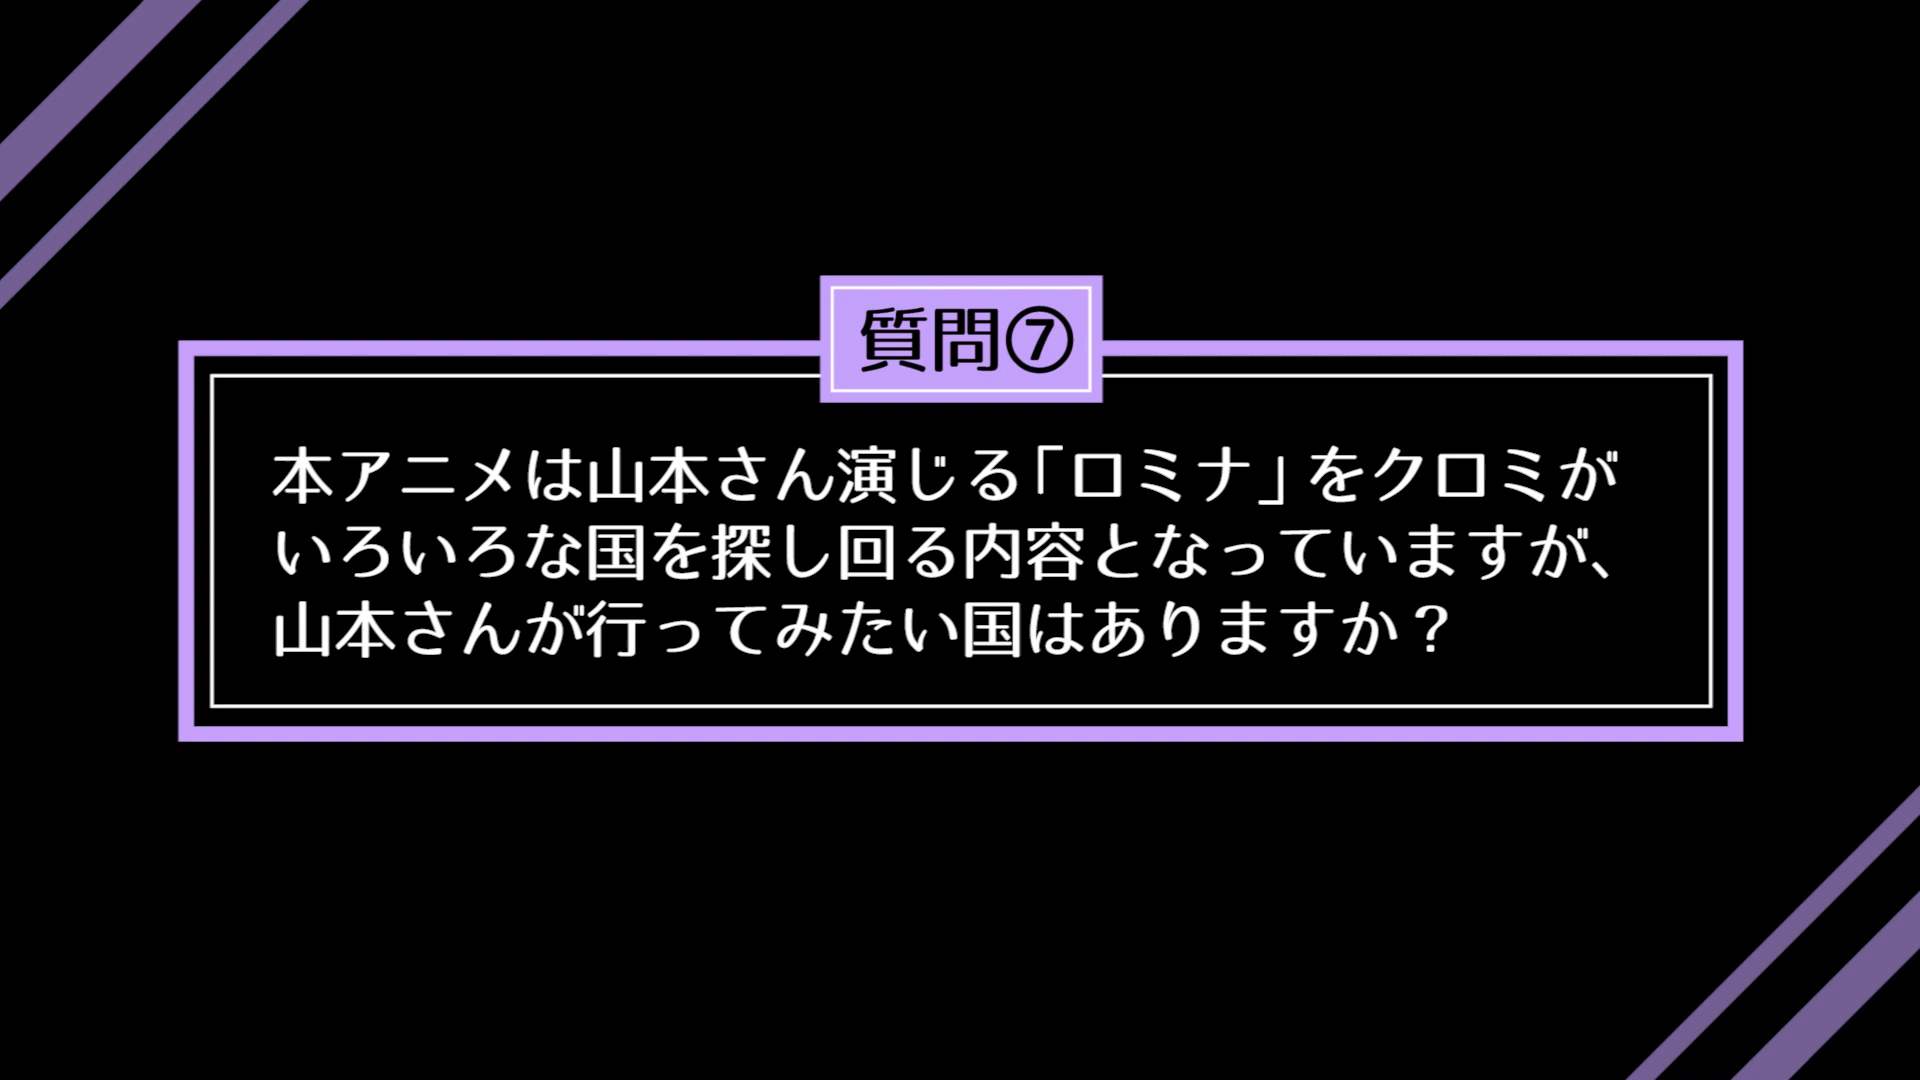 質問⑦
本アニメは山本さん演じる「ロミナ」をクロミが
いろいろな国を探し回る内容となっていますが、
山本さんが行ってみたい国はありますか？